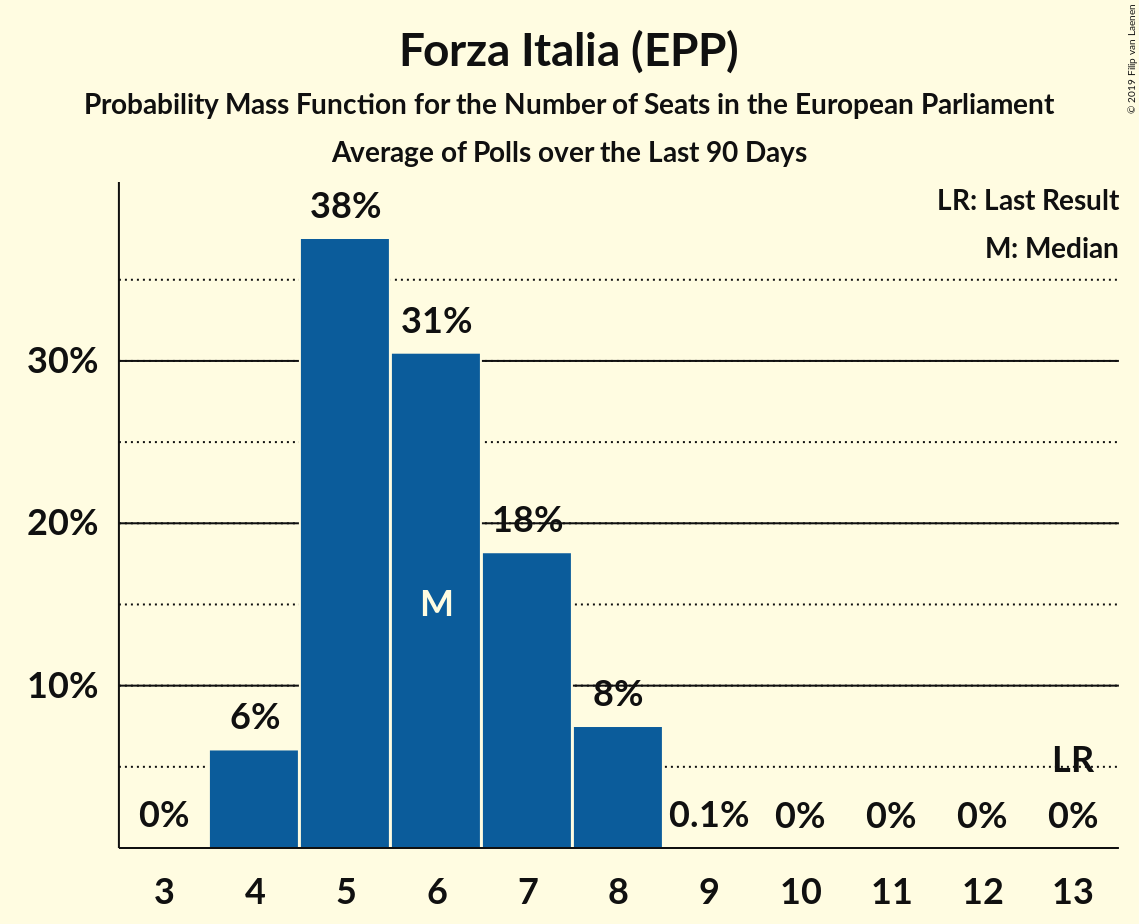 Forza Italia (EPP)
Probability Mass Function for the Number of Seats in the European Parliament
Average of Polls over the Last 90 Days
© 2019 Filip van Laenen
LR: Last Result
M: Median
38%
31%
30%
18%
20%
M
10%
8%
6%
LR
0%
0.1%
0%
0%
0%
0%
3 4 5 6 7 8 9 10 11 12 13